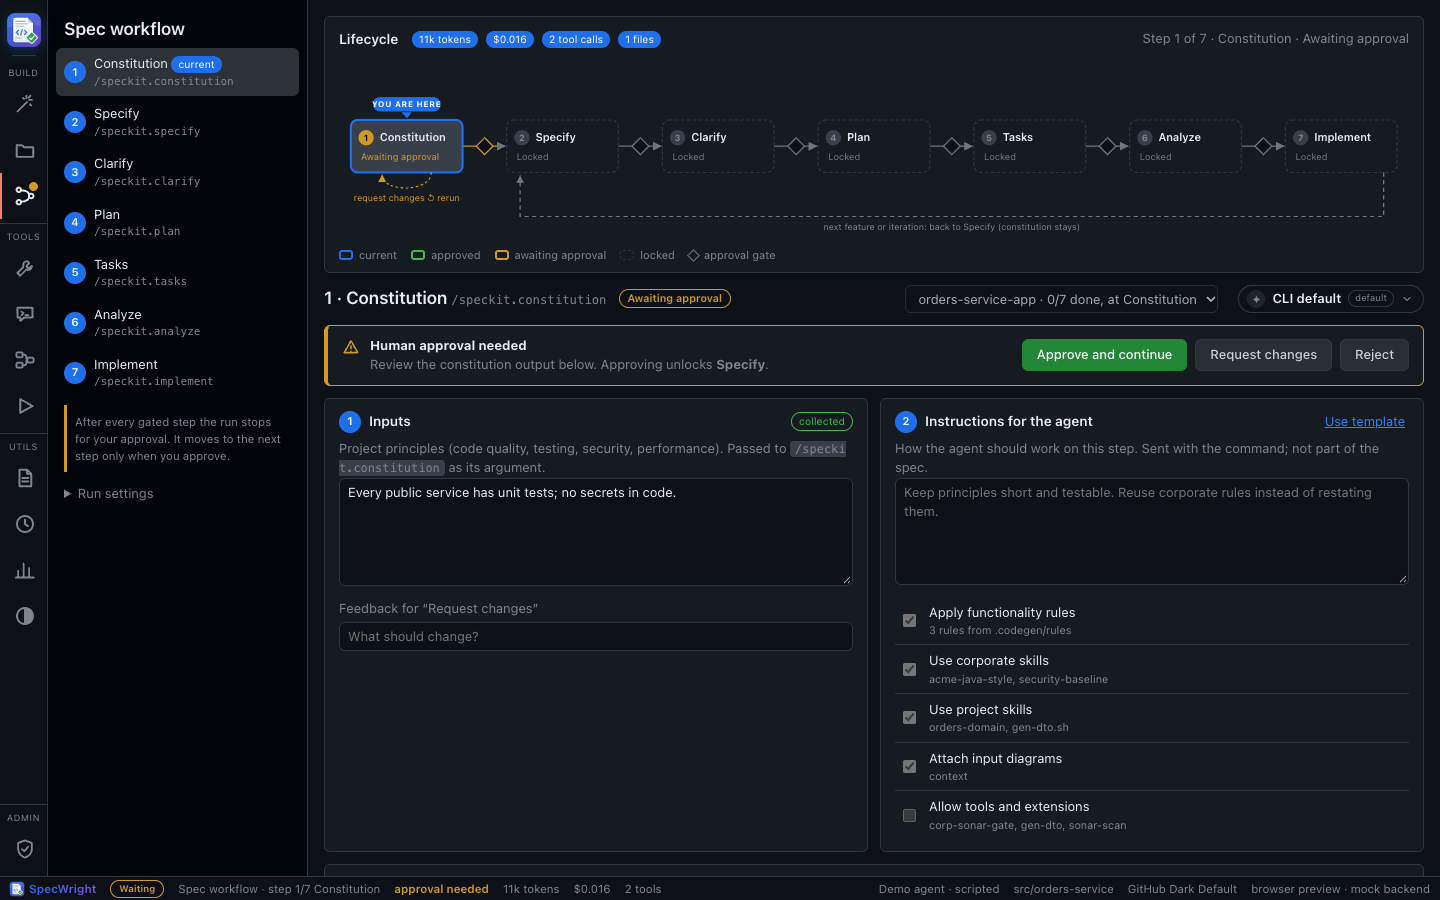 Spec workflow
BUILD
TOOLS
UTILS
ADMIN
1
Constitution current
/speckit.constitution
2
Specify
/speckit.specify
3
Clarify
/speckit.clarify
4
Plan
/speckit.plan
5
Tasks
/speckit.tasks
6
Analyze
/speckit.analyze
7
Implement
/speckit.implement
After every gated step the run stops
for your approval. It moves to the next
step only when you approve.
Run settings
Lifecycle 11k tokens $0.016 2 tool calls 1 files
Step 1 of 7 · Constitution · Awaiting approval
YOU ARE HERE
1 Constitution
Awaiting approval
2 Specify
Locked
3 Clarify
Locked
4 Plan
Locked
5 Tasks
Locked
6 Analyze
Locked
7 Implement
Locked
request changes ↻ rerun
next feature or iteration: back to Specify (constitution stays)
current approved awaiting approval locked approval gate
1 · Constitution /speckit.constitution Awaiting approval
orders-service-app · 0/7 done, at Constitution
CLI default default
Human approval needed
Review the constitution output below. Approving unlocks Specify.
Approve and continue
Request changes
Reject
1 Inputs collected
Project principles (code quality, testing, security, performance). Passed to /specki
t.constitution as its argument.
Every public service has unit tests; no secrets in code.
Feedback for “Request changes”
What should change?
2 Instructions for the agent Use template
How the agent should work on this step. Sent with the command; not part of the
spec.
Keep principles short and testable. Reuse corporate rules instead of restating
them.
Apply functionality rules
3 rules from .codegen/rules
Use corporate skills
acme-java-style, security-baseline
Use project skills
orders-domain, gen-dto.sh
Attach input diagrams
context
Allow tools and extensions
corp-sonar-gate, gen-dto, sonar-scan
SpecWright Waiting Spec workflow · step 1/7 Constitution approval needed 11k tokens $0.016 2 tools
Demo agent · scripted src/orders-service GitHub Dark Default browser preview · mock backend